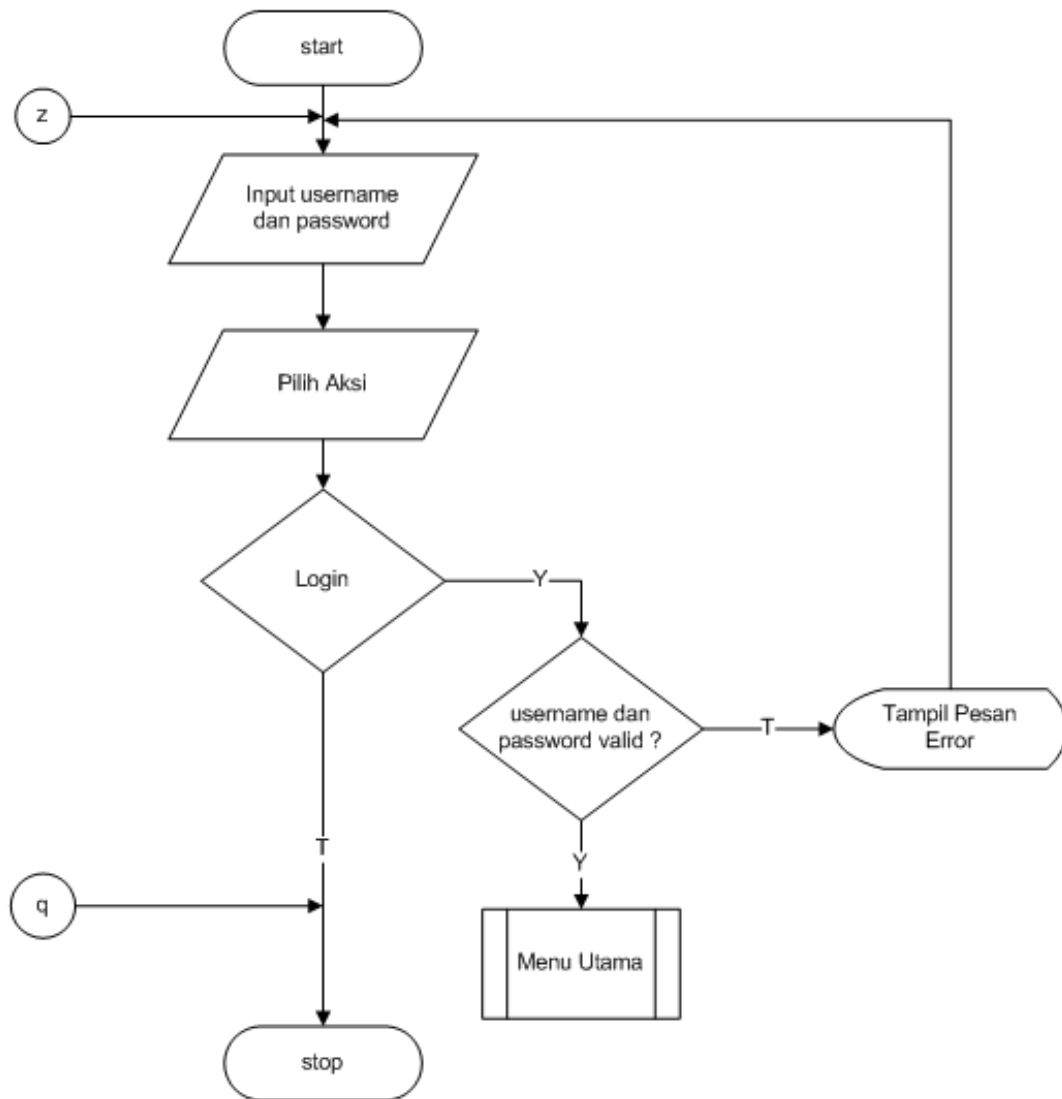 start
z
Input username
dan password
Pilih Aksi
Login
Y
username dan
password valid ?
T
Tampil Pesan
Error
T
Y
q
Menu Utama
stop